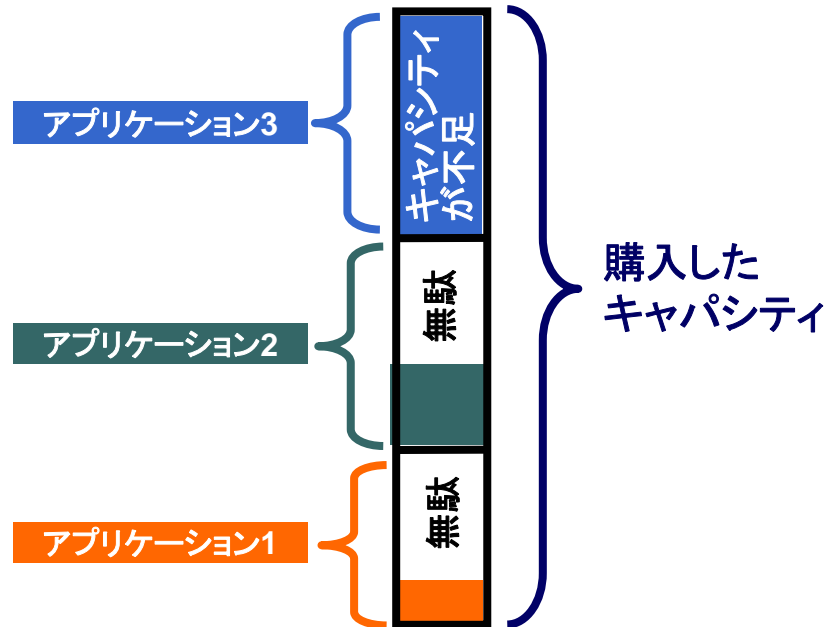 アプリケーション3
キャパシティ
が不足
アプリケーション2
無駄
購入した
キャパシティ
アプリケーション1
無駄